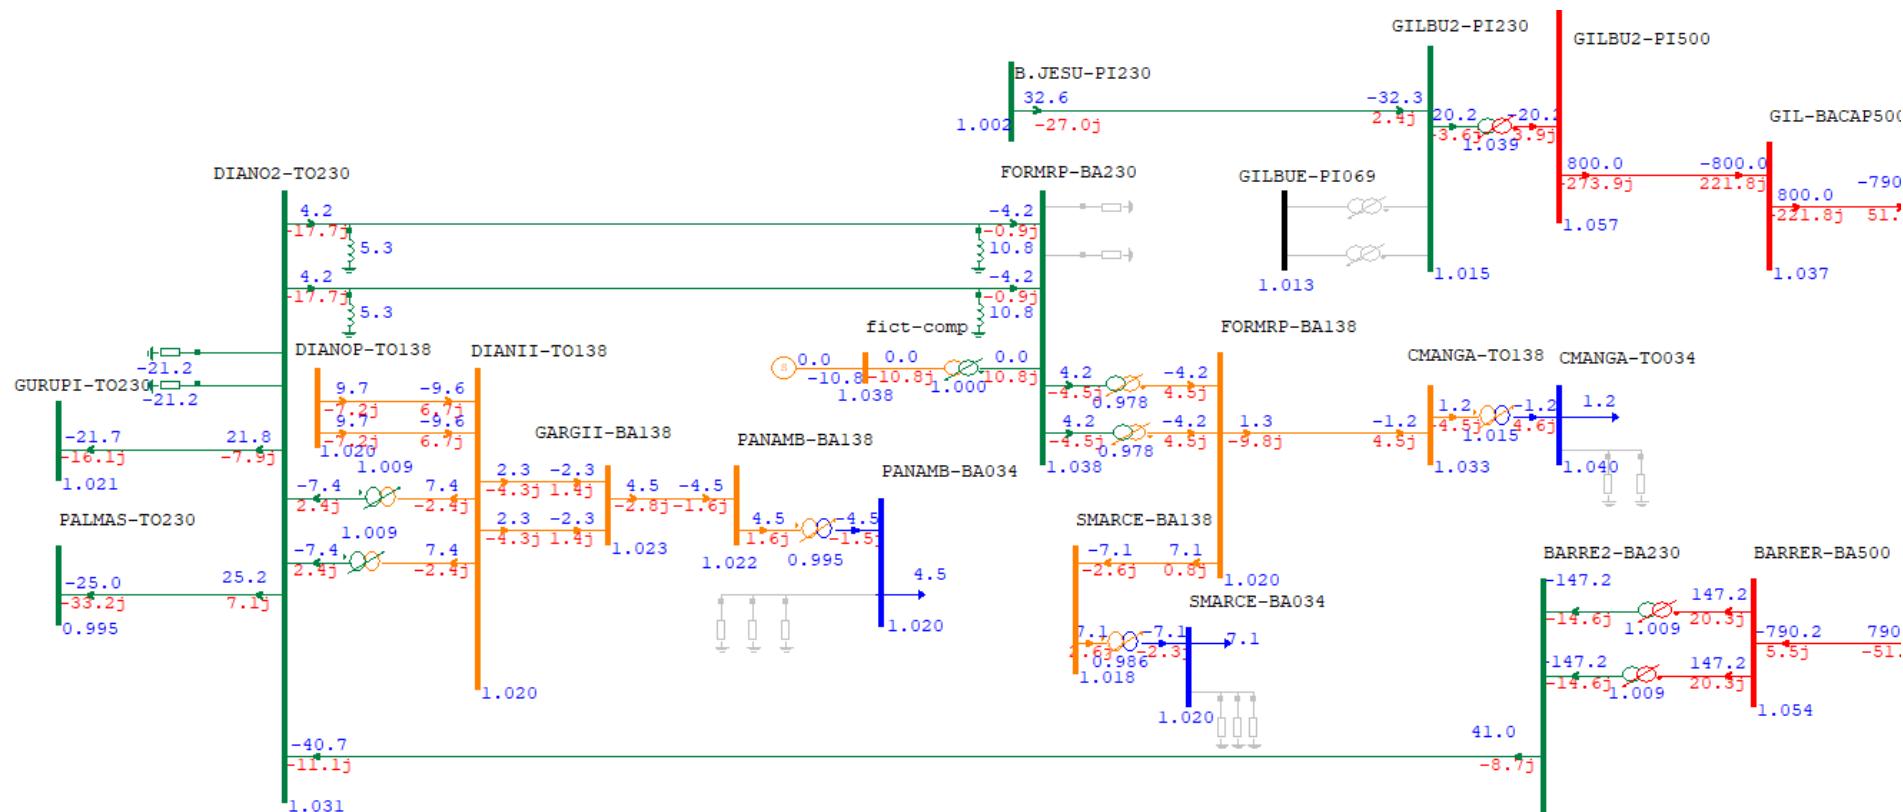 GILBU2-PI230
GILBU2-PI500
B.JESU-PI230
32.6
-27.0j
1.002
-32.3
2.4j
20.2
-3.6j
1.039
-20.2
3.9j
GIL-BACAP500
800.0
-273.9j
-800.0
221.8j
800.0
-221.8j
-790
51.
1.057
1.037
1.015
DIANO2-TO230
FORMRP-BA230
GILBUE-PI069
1.013
4.2
-17.7j
5.3
-4.2
-0.9j
10.8
4.2
-17.7j
5.3
-4.2
-0.9j
10.8
fict-comp
FORMRP-BA138
S
0.0
-10.8
1.038
0.0
-10.8j
1.000
0.0
10.8j
-21.2
-21.2
DIANOP-TO138
DIANII-TO138
CMANGA-TO138
CMANGA-TO034
GURUPI-TO230
9.7
-7.2j
-9.6
6.7j
9.7
-7.2j
-9.6
6.7j
1.020
4.2
-4.5j
0.978
-4.2
4.5j
4.2
-4.5j
0.978
-4.2
4.5j
1.038
1.3
-9.8j
-1.2
4.5j
1.2
-4.5j
1.015
-1.2
4.6j
1.2
1.033
1.040
-21.7
-16.1j
21.8
-7.9j
1.021
GARGII-BA138
PANAMB-BA138
PANAMB-BA034
1.009
-7.4
2.4j
7.4
-2.4j
2.3
-4.3j
-2.3
1.4j
2.3
-4.3j
-2.3
1.4j
4.5
-2.8j
-4.5
-1.6j
4.5
1.6j
0.995
-4.5
-1.5j
4.5
1.023
1.022
1.020
PALMAS-TO230
1.009
-7.4
2.4j
7.4
-2.4j
-25.0
-33.2j
25.2
7.1j
0.995
SMARCE-BA138
-7.1
-2.6j
7.1
0.8j
1.020
SMARCE-BA034
7.1
2.6j
0.986
-7.1
-2.3j
7.1
1.018
1.020
1.020
BARRE2-BA230
BARRER-BA500
-147.2
-14.6j
1.009
147.2
20.3j
-147.2
-14.6j
1.009
147.2
20.3j
-790.2
5.5j
790
-51.
1.054
-40.7
-11.1j
41.0
-8.7j
1.031